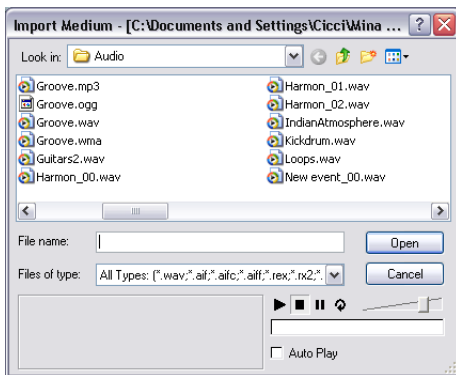 Import Medium - [C:\Documents and Settings\Cicci\Mina ...
Look in: Audio
Groove.mp3
Groove.ogg
Groove.wav
Groove.wma
Guitars2.wav
Harmon_00.wav
Harmon_01.wav
Harmon_02.wav
IndianAtmosphere.wav
Kickdrum.wav
Loops.wav
New event_00.wav
File name:
Open
Files of type: All Types: (*.wav;*.aif;*.aifc;*.aiff;*.rex;*.rx2;*.
Cancel
Auto Play